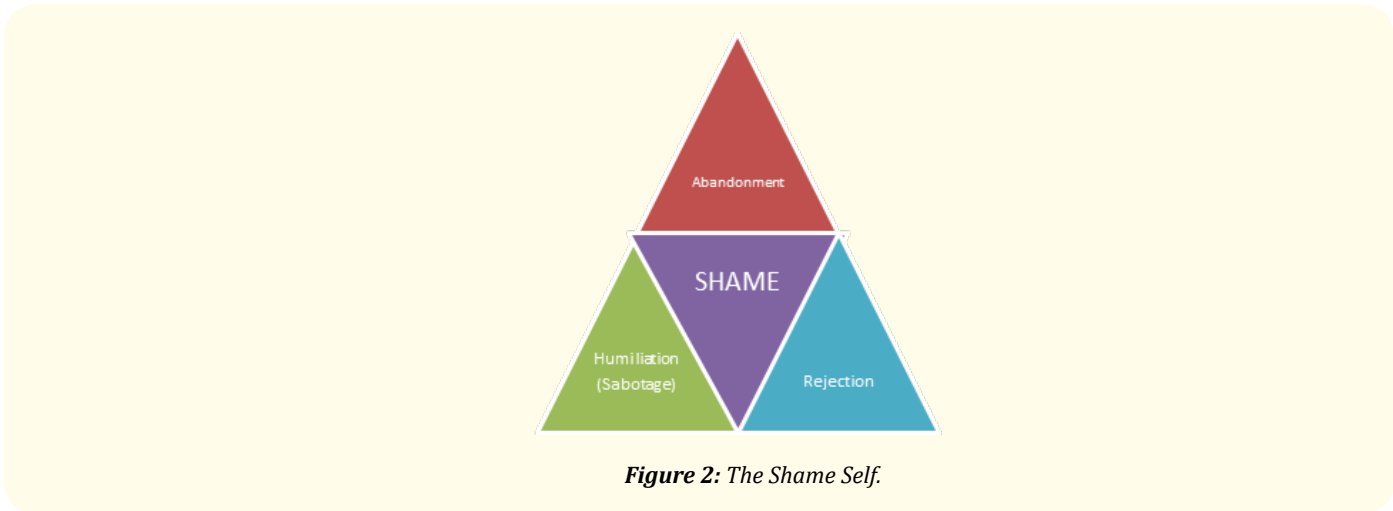 Abandonment
SHAME
Humiliation
(Sabotage)
Rejection
Figure 2: The Shame Self.